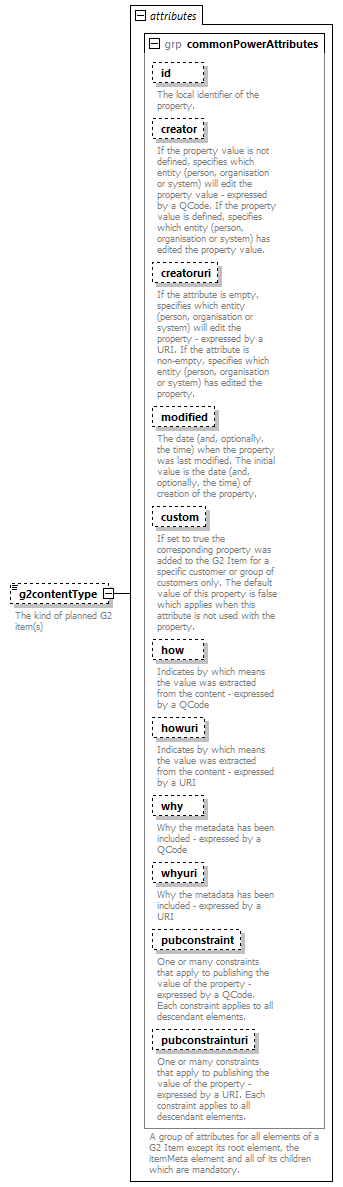 attributes
grp commonPowerAttributes
id
The local identifier of the
property.
creator
If the property value is not
defined, specifies which
entity (person, organisation
or system) will edit the
property value - expressed
by a QCode. If the property
value is defined, specifies
which entity (person,
organisation or system) has
edited the property value.
creatoruri
If the attribute is empty,
specifies which entity
(person, organisation or
system) will edit the
property - expressed by a
URI. If the attribute is
non-empty, specifies which
entity (person, organisation
or system) has edited the
property.
modified
The date (and, optionally,
the time) when the property
was last modified. The initial
value is the date (and,
optionally, the time) of
creation of the property.
custom
If set to true the
corresponding property was
added to the G2 Item for a
specific customer or group of
customers only. The default
value of this property is false
which applies when this
attribute is not used with the
property.
g2contentType
The kind of planned G2
item(s)
how
Indicates by which means
the value was extracted
from the content - expressed
by a QCode
howuri
Indicates by which means
the value was extracted
from the content - expressed
by a URI
why
Why the metadata has been
included - expressed by a
QCode
whyuri
Why the metadata has been
included - expressed by a
URI
pubconstraint
One or many constraints
that apply to publishing the
value of the property -
expressed by a QCode.
Each constraint applies to all
descendant elements.
pubconstrainturi
One or many constraints
that apply to publishing the
value of the property -
expressed by a URI. Each
constraint applies to all
descendant elements.
A group of attributes for all elements of a
G2 Item except its root element, the
itemMeta element and all of its children
which are mandatory.